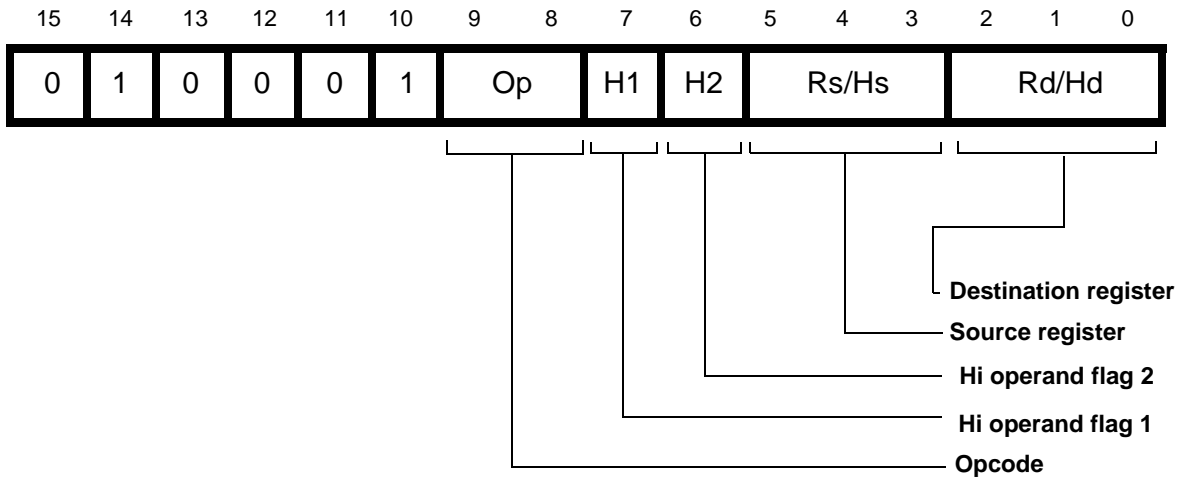 15 14 13 12 11 10 9 8 7 6 5 4 3 2 1 0
0 1 0 0 0 1 Op H1 H2 Rs/Hs Rd/Hd
Destination register
Source register
Hi operand flag 2
Hi operand flag 1
Opcode